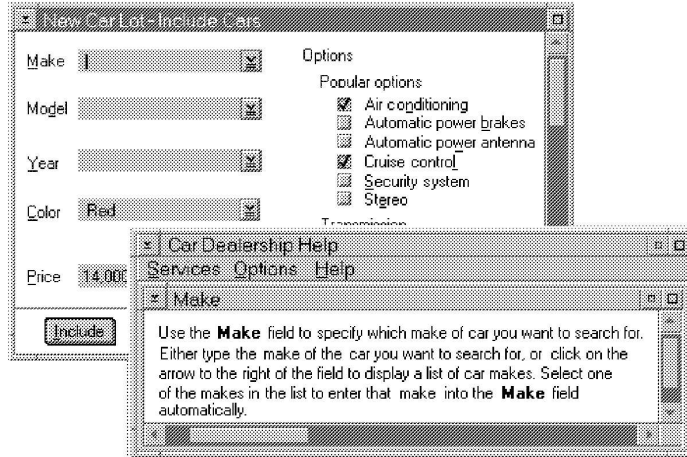 New Car Lot - Include Cars
Make
Options
Popular options
Air conditioning
Model
Automatic power brakes
Automatic power antenna
Year
Cruise control
Security system
Stereo
Color Red
Transmission
Car Dealership Help
Services Options Help
Price 14,000
Make
Include
Use the Make field to specify which make of car you want to search for.
Either type the make of the car you want to search for, or click on the
arrow to the right of the field to display a list of car makes. Select one
of the makes in the list to enter that make into the Make field
automatically.